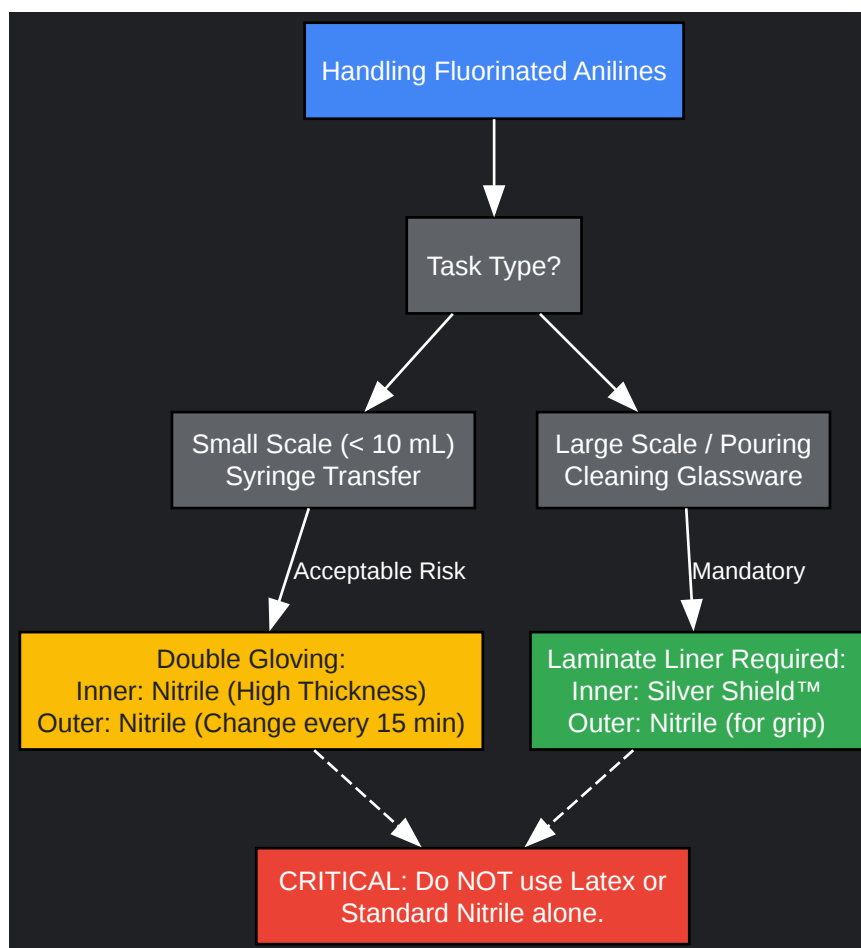 Handling Fluorinated Anilines
Task Type?
Small Scale (< 10 mL)
Syringe Transfer
Large Scale / Pouring
Cleaning Glassware
Acceptable Risk
Mandatory
Double Gloving:
Inner: Nitrile (High Thickness)
Outer: Nitrile (Change every 15 min)
Laminate Liner Required:
Inner: Silver Shield™
Outer: Nitrile (for grip)
CRITICAL: Do NOT use Latex or
Standard Nitrile alone.